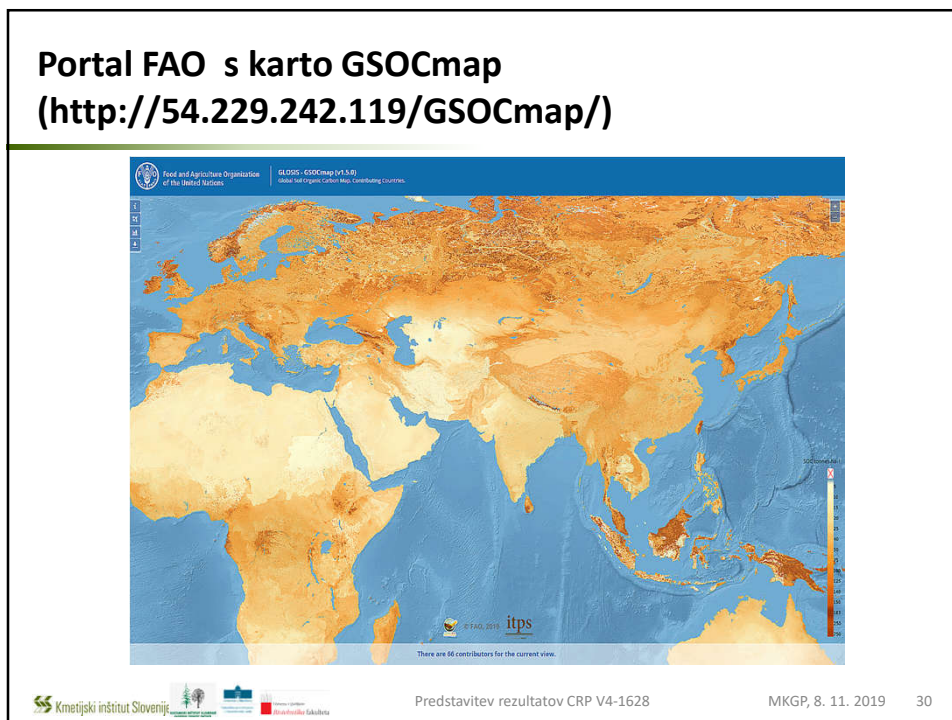 Portal FAO s karto GSOCmap
(http://54.229.242.119/GSOCmap/)
Food and Agriculture Organization
of the United Nations
GLOSIS - GSOCmap (v1.5.0)
Global Soil Organic Carbon Map. Contributing Countries.
© FAO, 2019 itps
There are 66 contributors for the current view.
Kmetijski inštitut Slovenije
Predstavitev rezultatov CRP V4-1628
MKGP, 8. 11. 2019
30